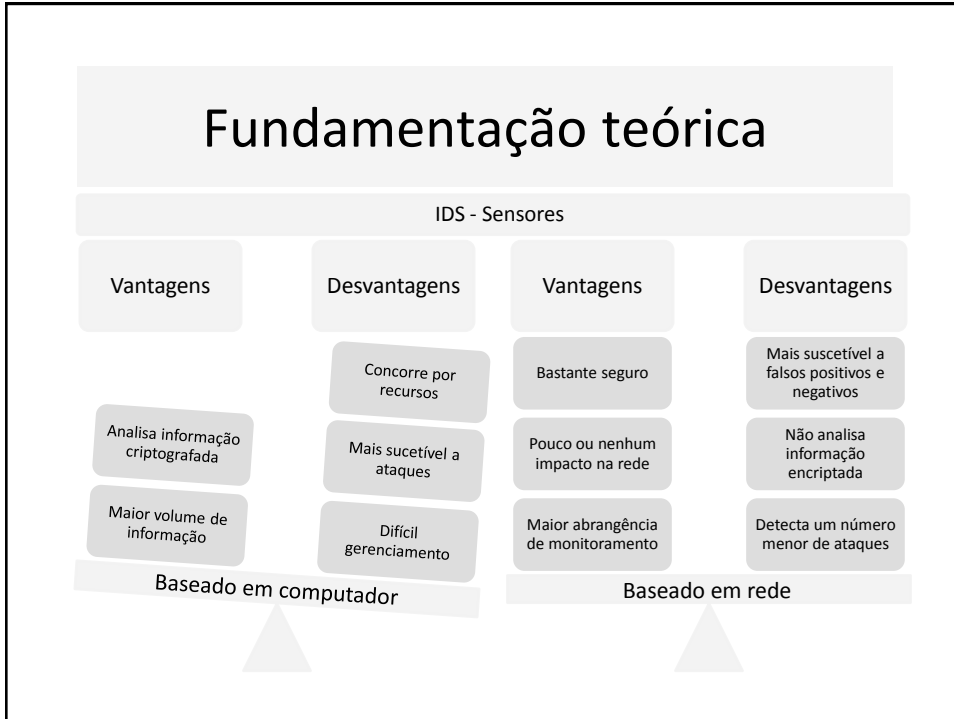 Fundamentação teórica
IDS - Sensores
Vantagens
Desvantagens
Analisa informação
criptografada
Maior volume de
informação
Concorre por
recursos
Mais sucetível a
ataques
Difícil
gerenciamento
Baseado em computador
Vantagens
Desvantagens
Bastante seguro
Pouco ou nenhum
impacto na rede
Maior abrangência
de monitoramento
Mais suscetível a
falsos positivos e
negativos
Não analisa
informação
encriptada
Detecta um número
menor de ataques
Baseado em rede